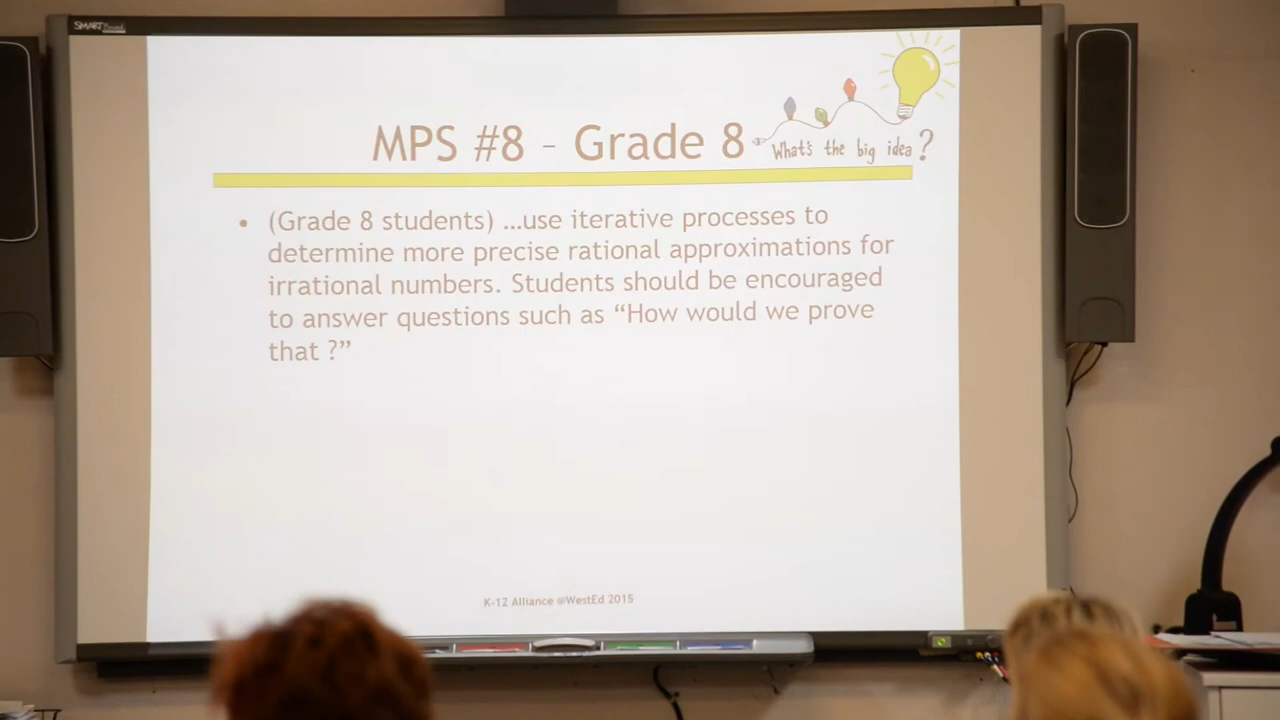 SMART Board
MPS #8 – Grade 8
What's the big idea?
• (Grade 8 students) …use iterative processes to
determine more precise rational approximations for
irrational numbers. Students should be encouraged
to answer questions such as “How would we prove
that ?”
K-12 Alliance @WestEd 2015